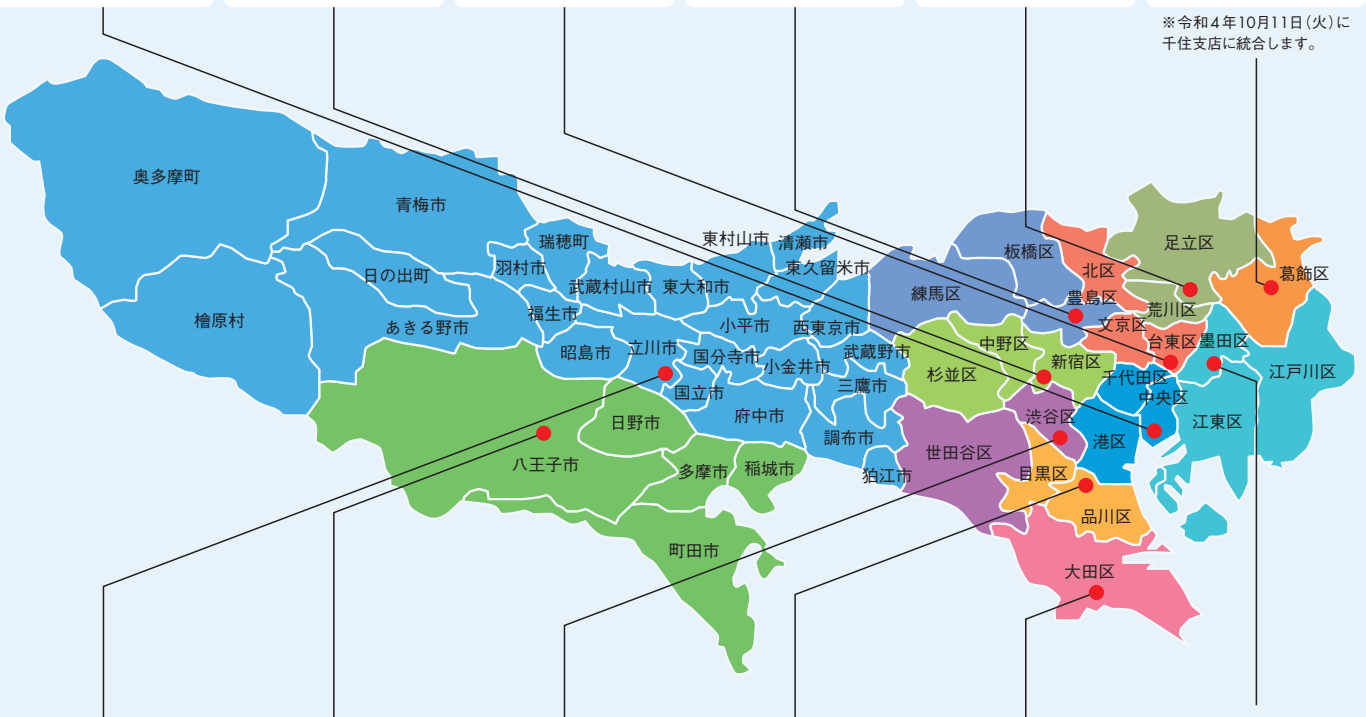 ※令和4年10月11日(火)に
千住支店に統合します。
奥多摩町
青梅市
瑞穂町
羽村市
日の出町
檜原村
あきる野市
福生市
武蔵村山市
東大和市
東村山市
清瀬市
東久留米市
昭島市
立川市
国分寺市
小平市
小金井市
西東京市
武蔵野市
国立市
府中市
三鷹市
調布市
狛江市
日野市
八王子市
多摩市
稲城市
町田市
板橋区
練馬区
北区
豊島区
足立区
荒川区
葛飾区
文京区
台東区
墨田区
江戸川区
中野区
杉並区
新宿区
千代田区
中央区
江東区
渋谷区
港区
世田谷区
目黒区
品川区
大田区